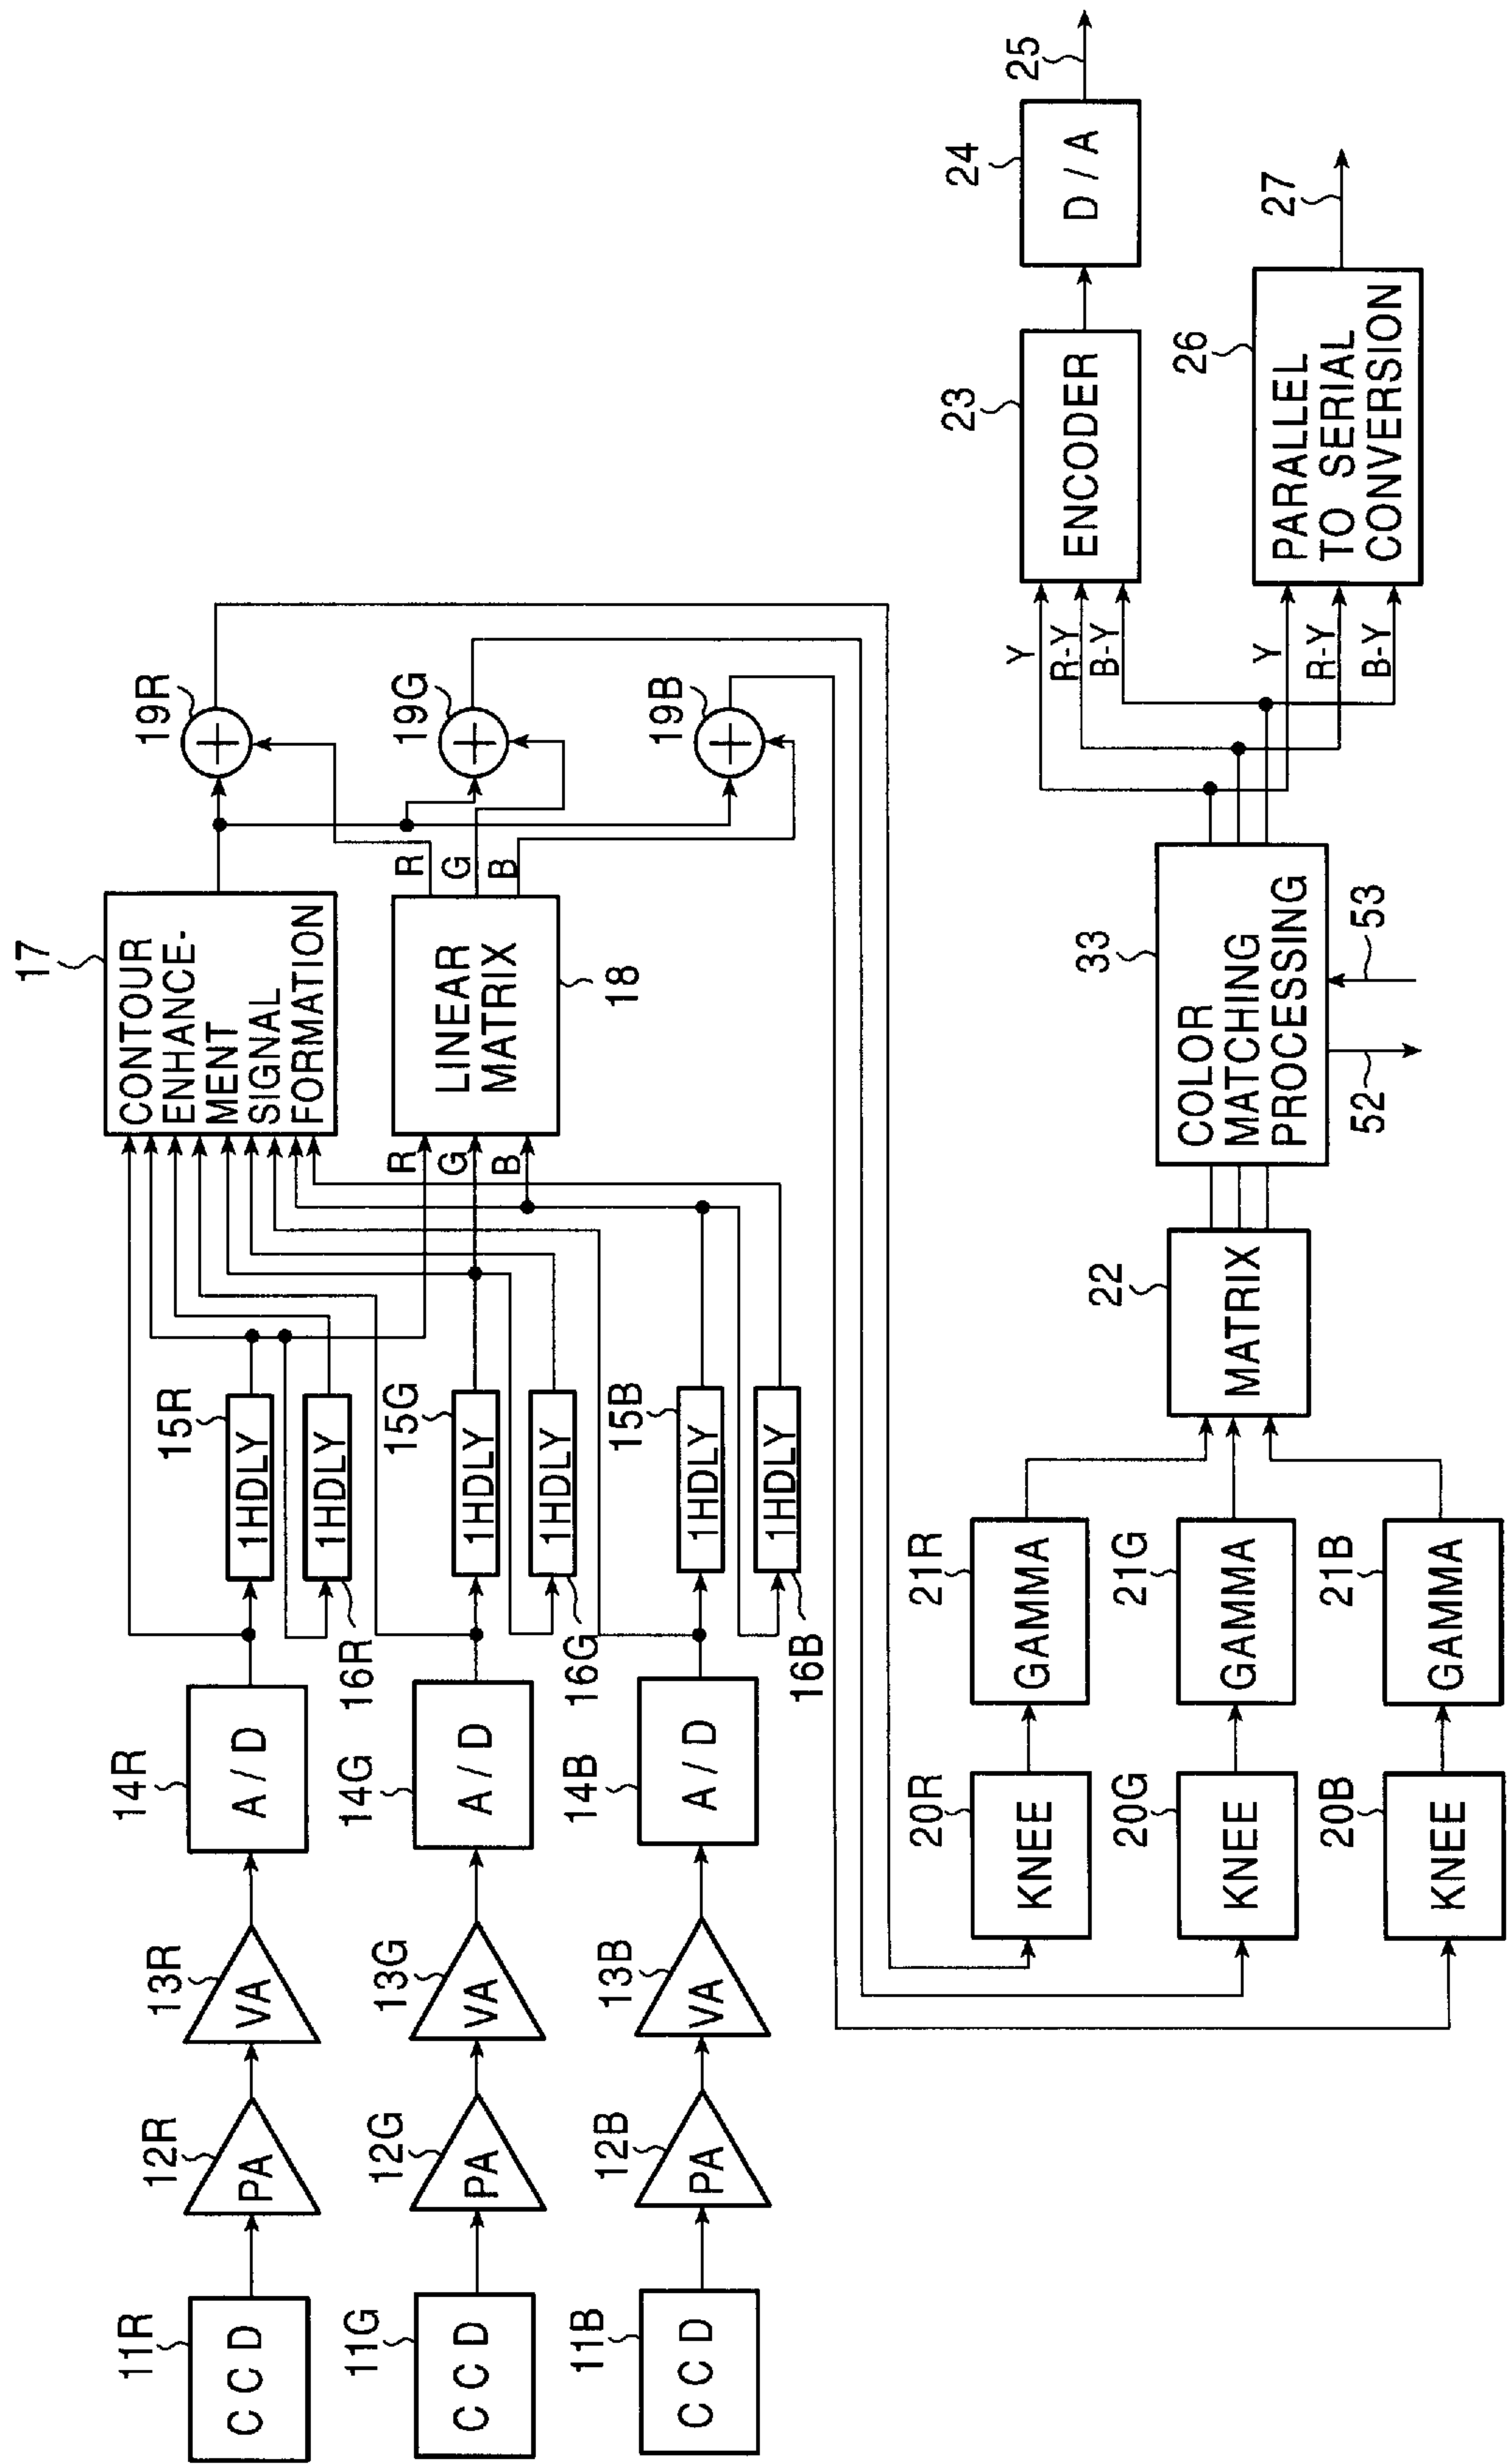 11R
CCD
12R
PA
13R
VA
14R
A/D
15R
1HDLY
1HDLY
16R
17
CONTOUR
ENHANCE-
MENT
SIGNAL
FORMATION
19R
11G
CCD
12G
PA
13G
VA
14G
A/D
15G
1HDLY
1HDLY
16G
R
G
B
LINEAR
MATRIX
18
R
G
B
19G
11B
CCD
12B
PA
13B
VA
14B
A/D
15B
1HDLY
1HDLY
16B
19B
20R
KNEE
21R
GAMMA
20G
KNEE
21G
GAMMA
20B
KNEE
21B
GAMMA
22
MATRIX
33
COLOR
MATCHING
PROCESSING
52
53
Y
R-Y
B-Y
23
ENCODER
24
D/A
25
Y
R-Y
B-Y
26
PARALLEL
TO SERIAL
CONVERSION
27